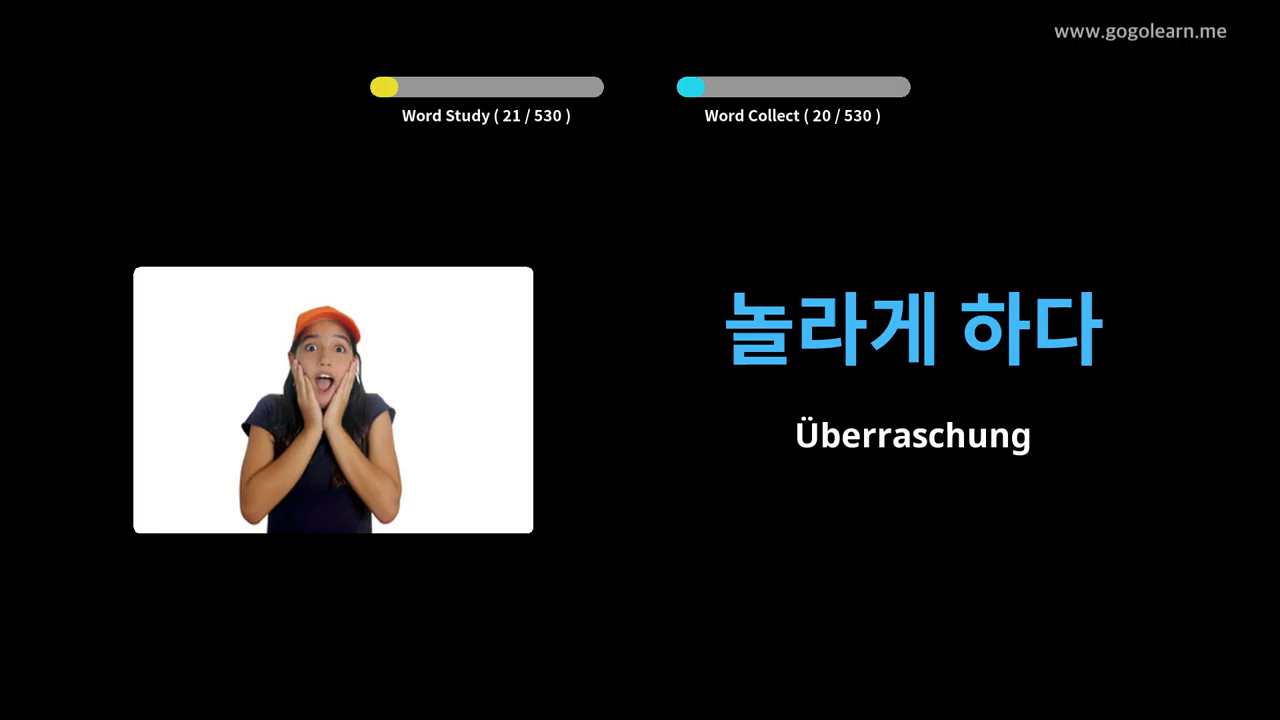 www.gogolearn.me
Word Study ( 21 / 530 )
Word Collect ( 20 / 530 )
놀라게 하다
Überraschung